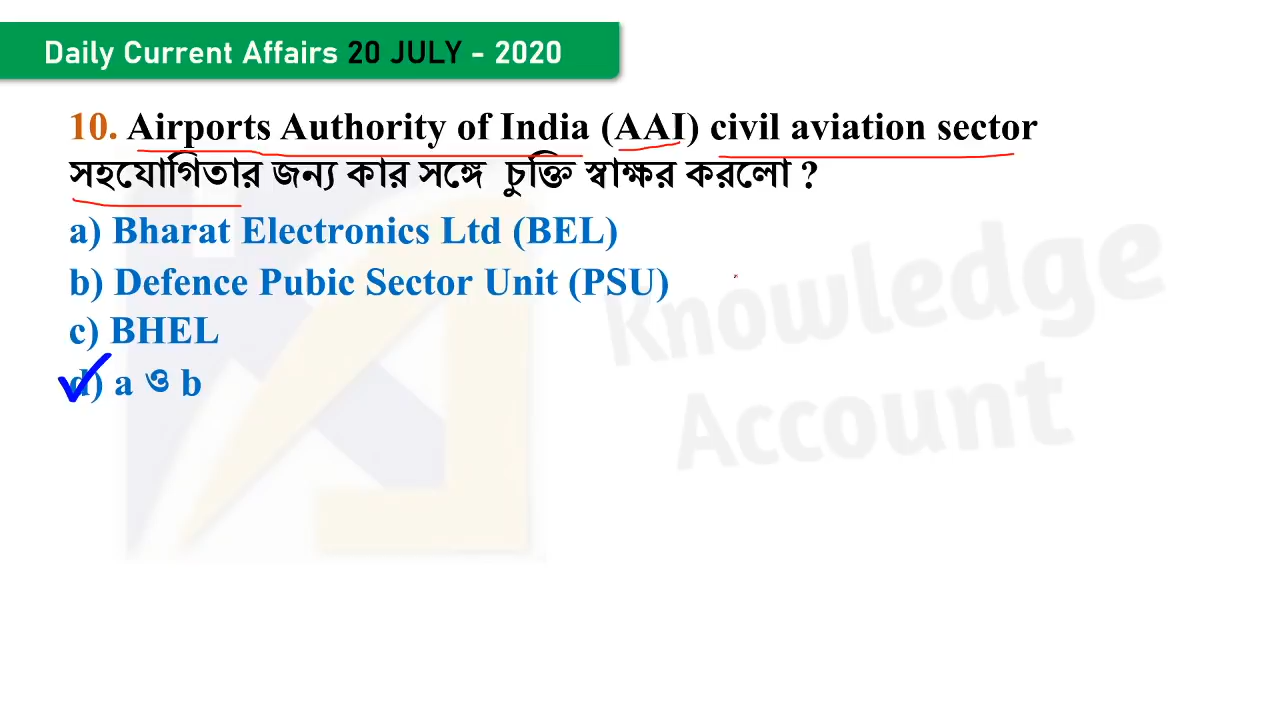 Daily Current Affairs 20 JULY - 2020
10. Airports Authority of India (AAI) civil aviation sector
সহযোগিতার জন্য কার সঙ্গে চুক্তি স্বাক্ষর করলো ?
a) Bharat Electronics Ltd (BEL)
b) Defence Pubic Sector Unit (PSU)
c) BHEL
d) a ও b
Knowledge
Account